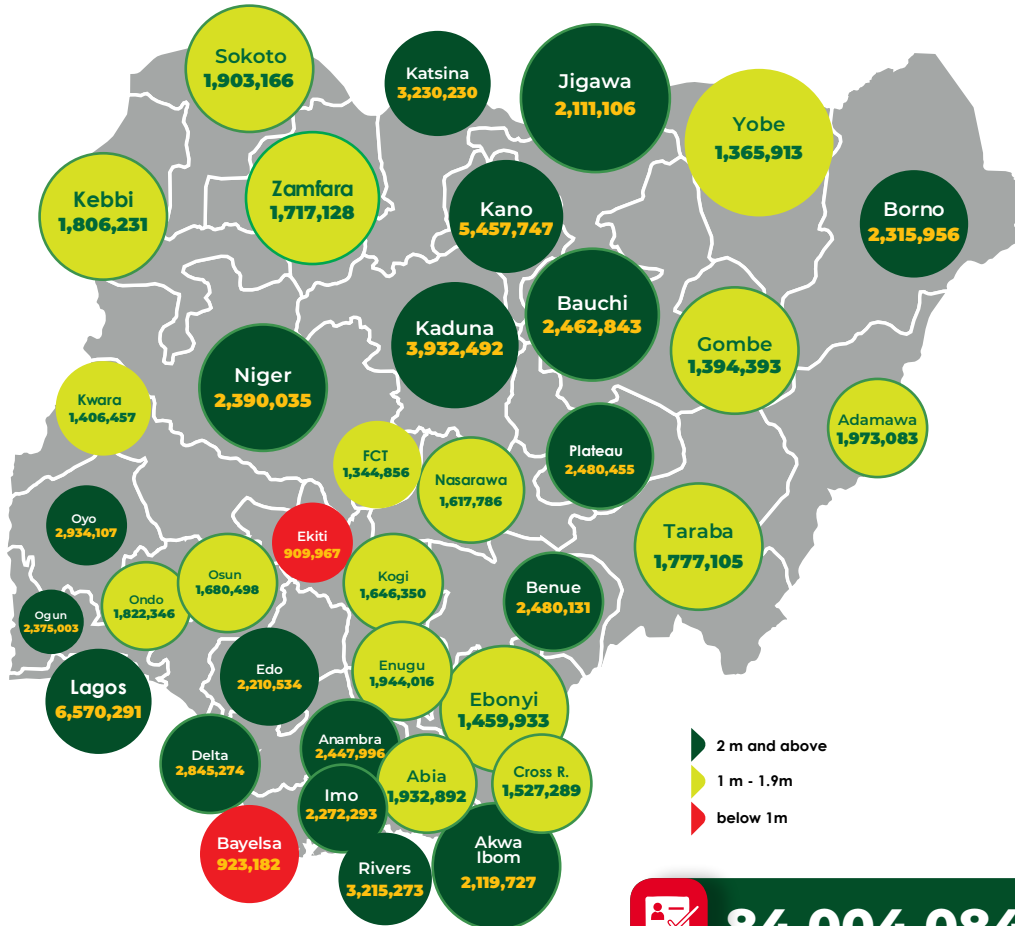 Sokoto
1,903,166
Katsina
3,230,230
Jigawa
2,111,106
Yobe
1,365,913
Kebbi
1,806,231
Zamfara
1,717,128
Kano
5,457,747
Borno
2,315,956
Bauchi
2,462,843
Kaduna
3,932,492
Gombe
1,394,393
Niger
2,390,035
Kwara
1,406,457
Adamawa
1,973,083
FCT
1,344,856
Nasarawa
1,617,786
Plateau
2,480,455
Oyo
2,934,107
Ekiti
909,967
Taraba
1,777,105
Osun
1,680,498
Kogi
1,646,350
Benue
2,480,131
Ondo
1,822,346
Ogun
2,375,003
Edo
2,210,534
Enugu
1,944,016
Lagos
6,570,291
Ebonyi
1,459,933
Delta
2,845,274
Anambra
2,447,996
Abia
1,932,892
Cross R.
1,527,289
Imo
2,272,293
Bayelsa
923,182
Rivers
3,215,273
Akwa
Ibom
2,119,727
2 m and above
1 m - 1.9m
below 1m
84,004,084